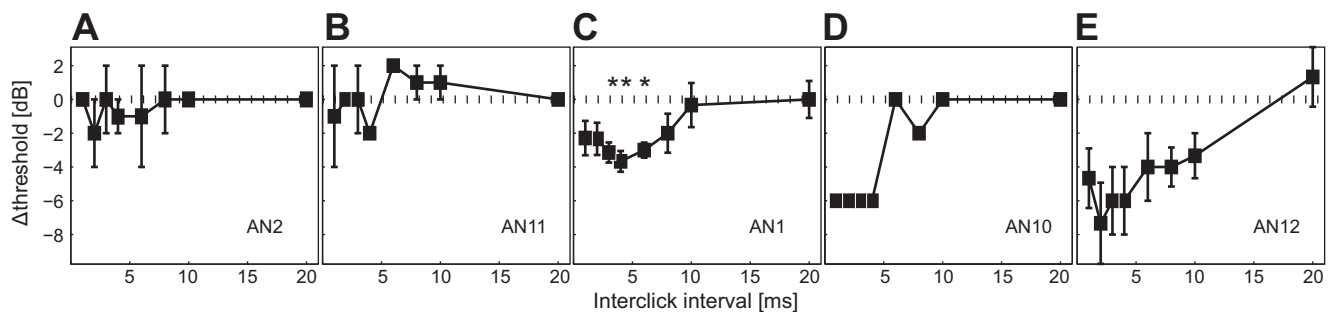 A B C D E
2
0
−2
−4
−6
−8
Δthreshold [dB]
** *
AN2 AN11 AN1 AN10 AN12
5 10 15 20 5 10 15 20 5 10 15 20 5 10 15 20 5 10 15 20
Interclick interval [ms]